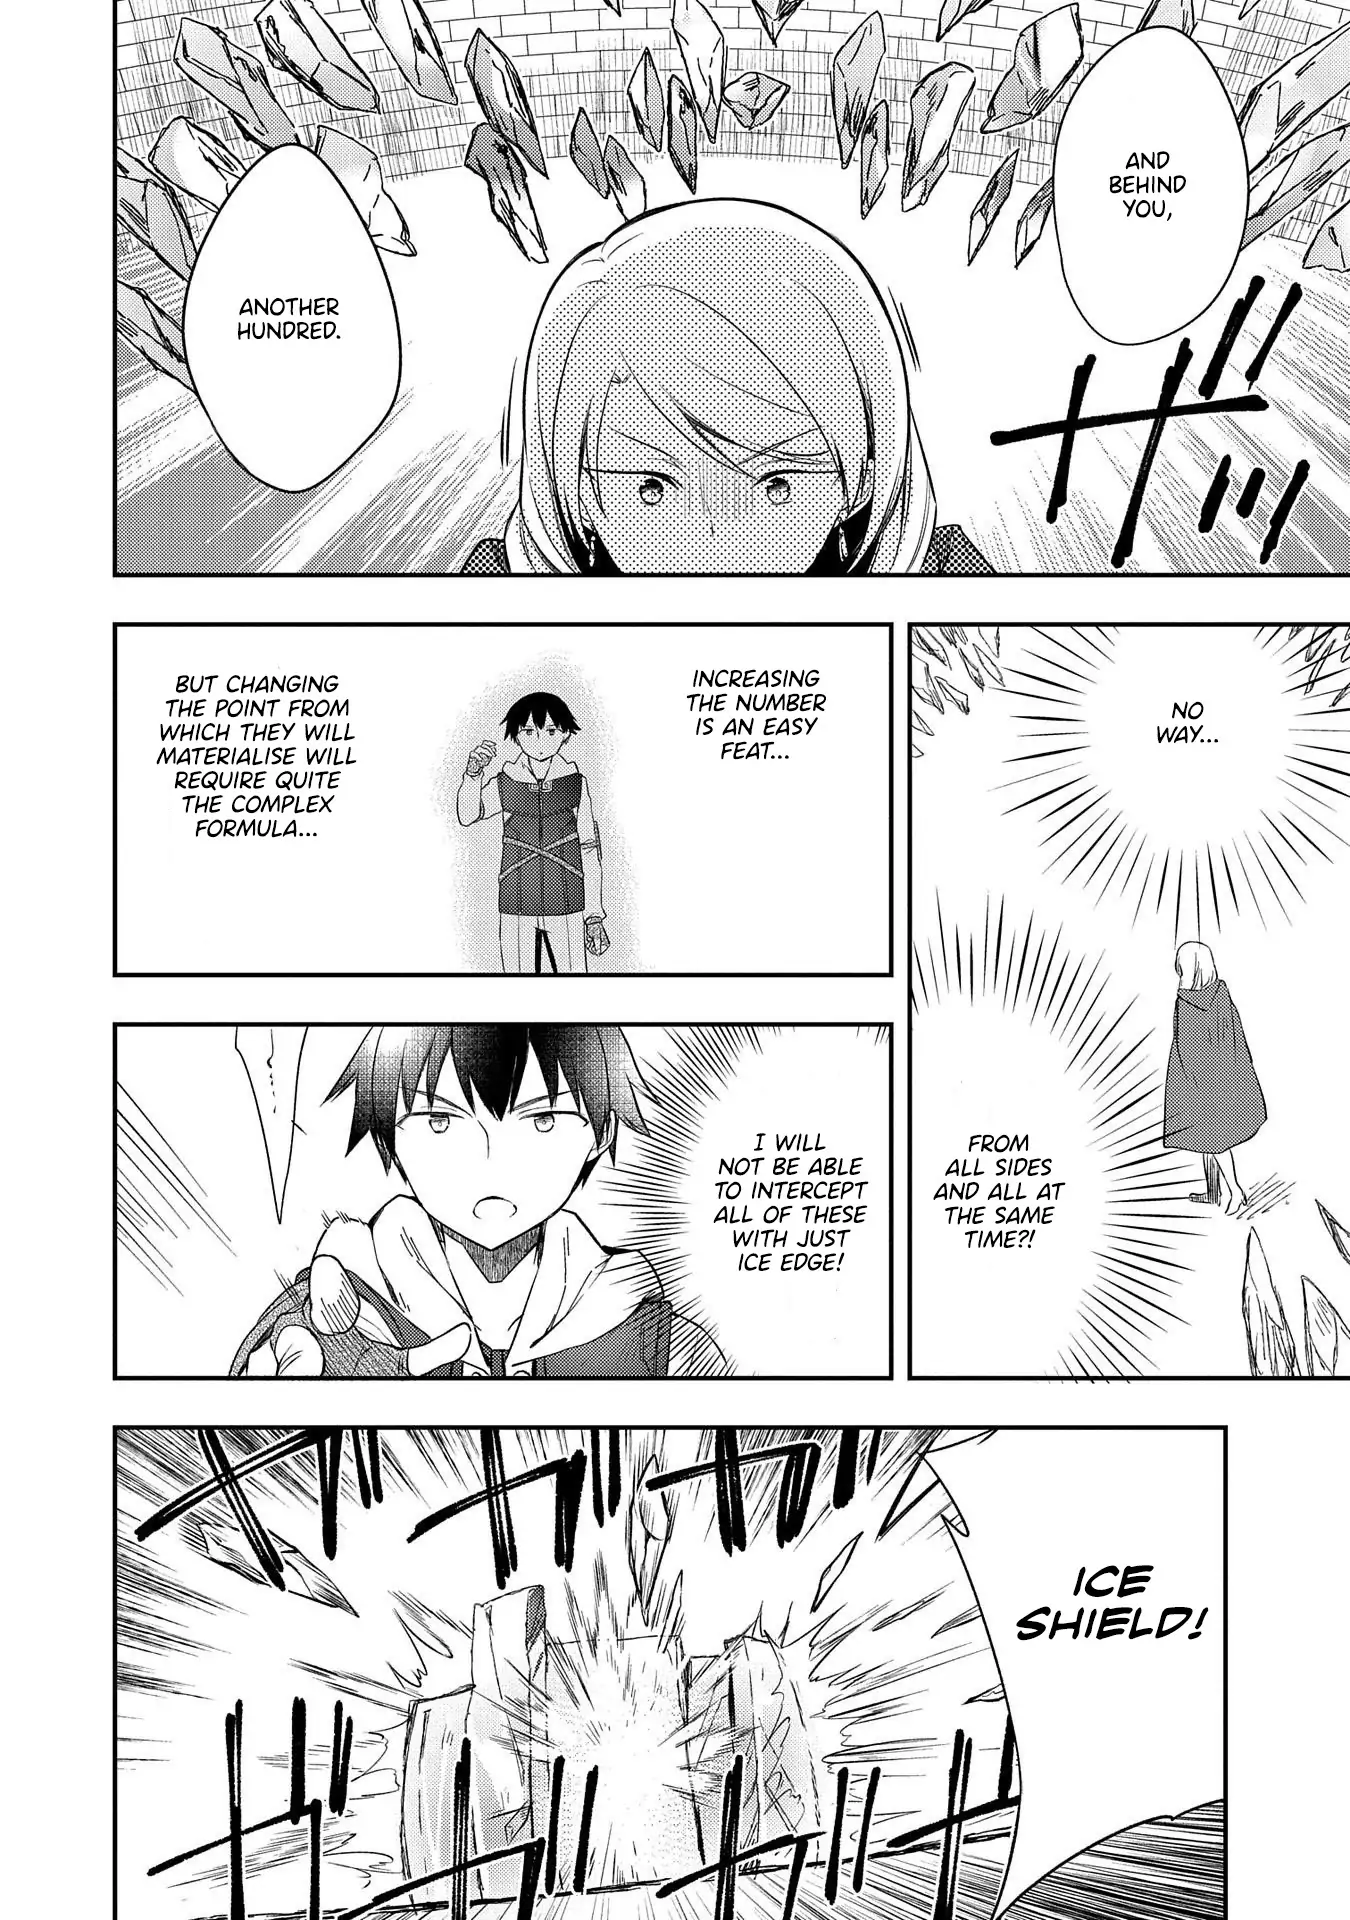 AND
BEHIND
YOU,
ANOTHER
HUNDRED.
ザッ
NO
WAY...
FROM
ALL SIDES
AND ALL AT
THE SAME
TIME?!
INCREASING
THE NUMBER
IS AN EASY
FEAT...
BUT CHANGING
THE POINT FROM
WHICH THEY WILL
MATERIALISE WILL
REQUIRE QUITE
THE COMPLEX
FORMULA...
I WILL
NOT BE ABLE
TO INTERCEPT
ALL OF THESE
WITH JUST
ICE EDGE!
ICE
SHIELD!